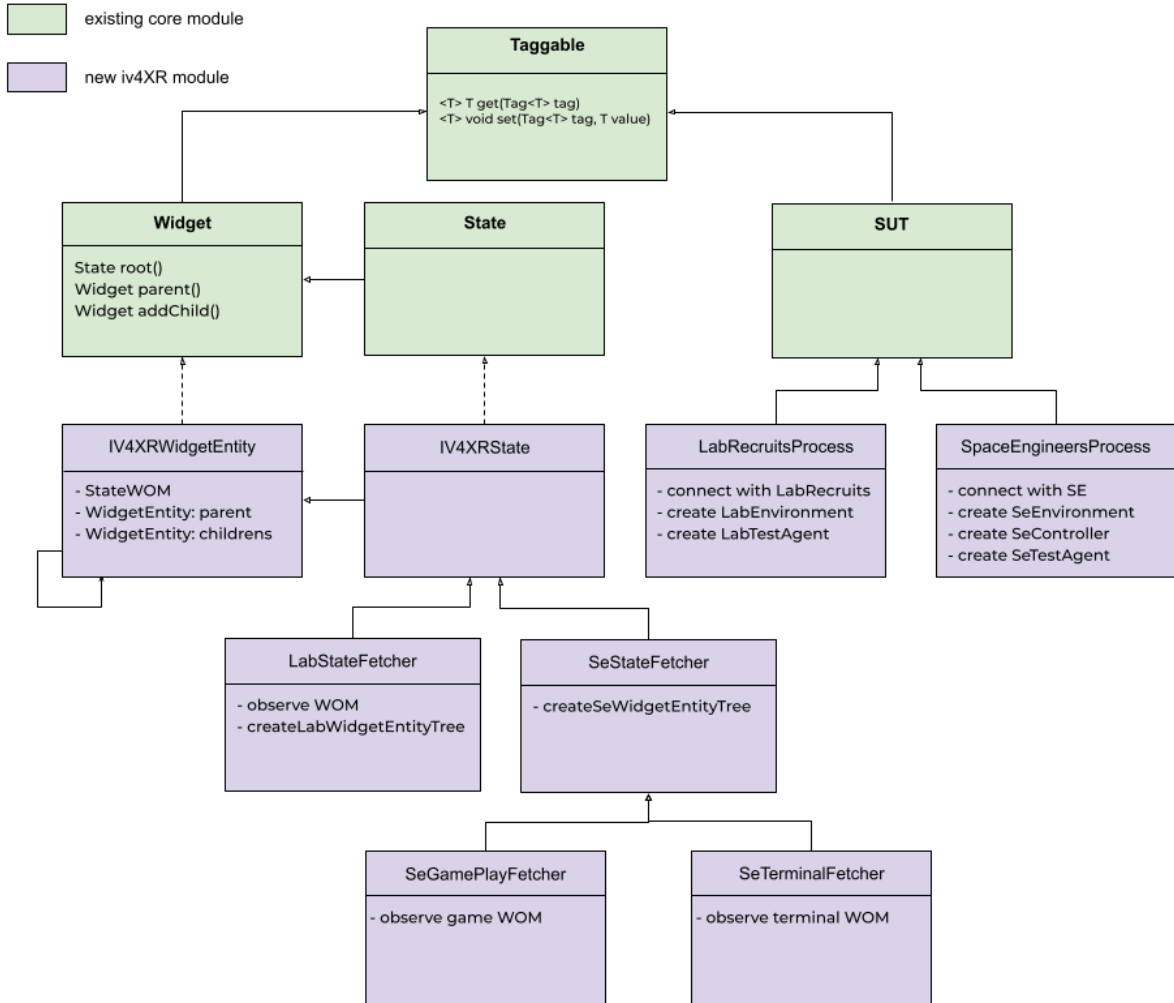 existing core module
new iv4XR module
Taggable
<T> T get(Tag<T> tag)
<T> void set(Tag<T> tag, T value)
Widget
State root()
Widget parent()
Widget addChild()
State
SUT
IV4XRWidgetEntity
- StateWOM
- WidgetEntity: parent
- WidgetEntity: childrens
IV4XRState
LabRecruitsProcess
- connect with LabRecruits
- create LabEnvironment
- create LabTestAgent
SpaceEngineersProcess
- connect with SE
- create SeEnvironment
- create SeController
- create SeTestAgent
LabStateFetcher
- observe WOM
- createLabWidgetEntityTree
SeStateFetcher
- createSeWidgetEntityTree
SeGamePlayFetcher
- observe game WOM
SeTerminalFetcher
- observe terminal WOM